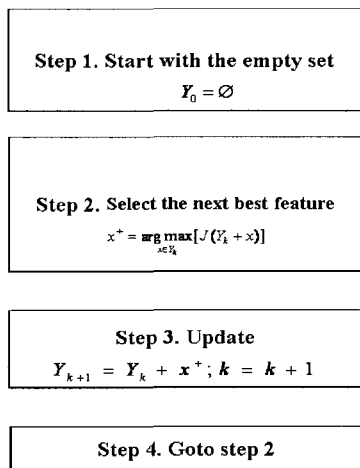 Step 1. Start with the empty set
Y₀ = ∅
Step 2. Select the next best feature
x⁺ = arg max[J(Yₖ + x)]
x∈Yₖ
Step 3. Update
Yₖ₊₁ = Yₖ + x⁺; k = k + 1
Step 4. Goto step 2